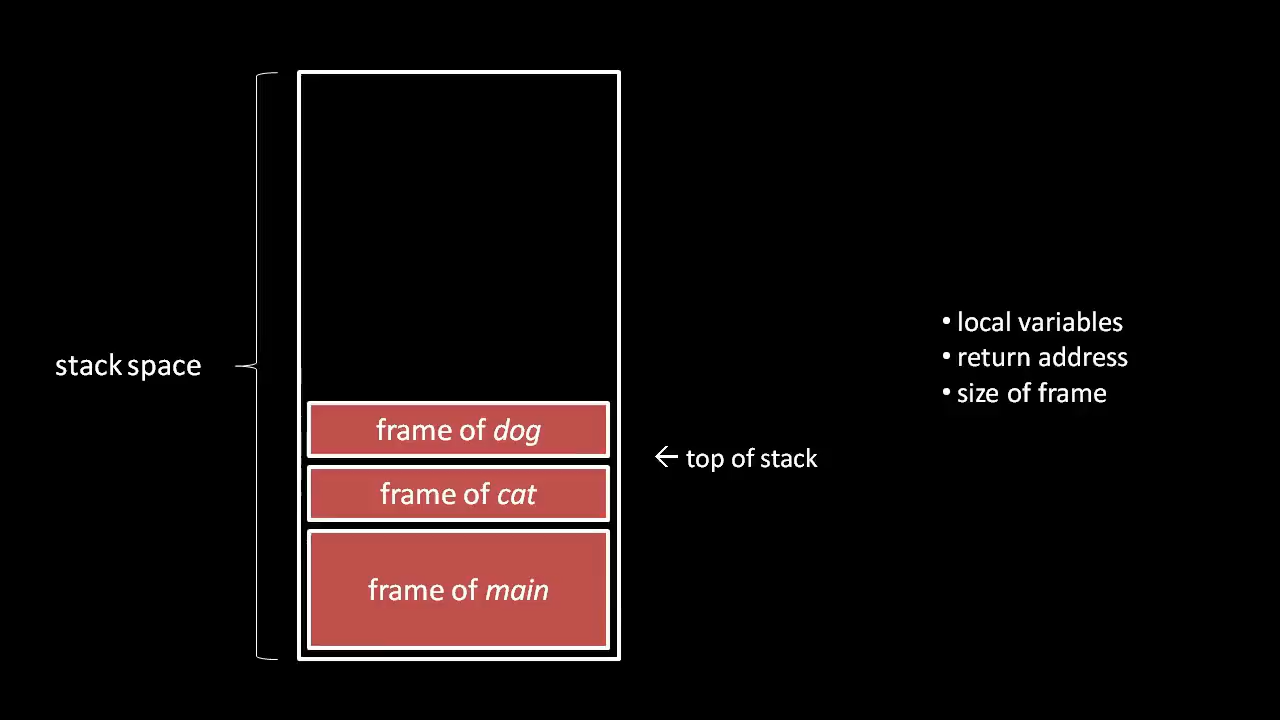 stack space
frame of dog
frame of cat
frame of main
← top of stack
• local variables
• return address
• size of frame